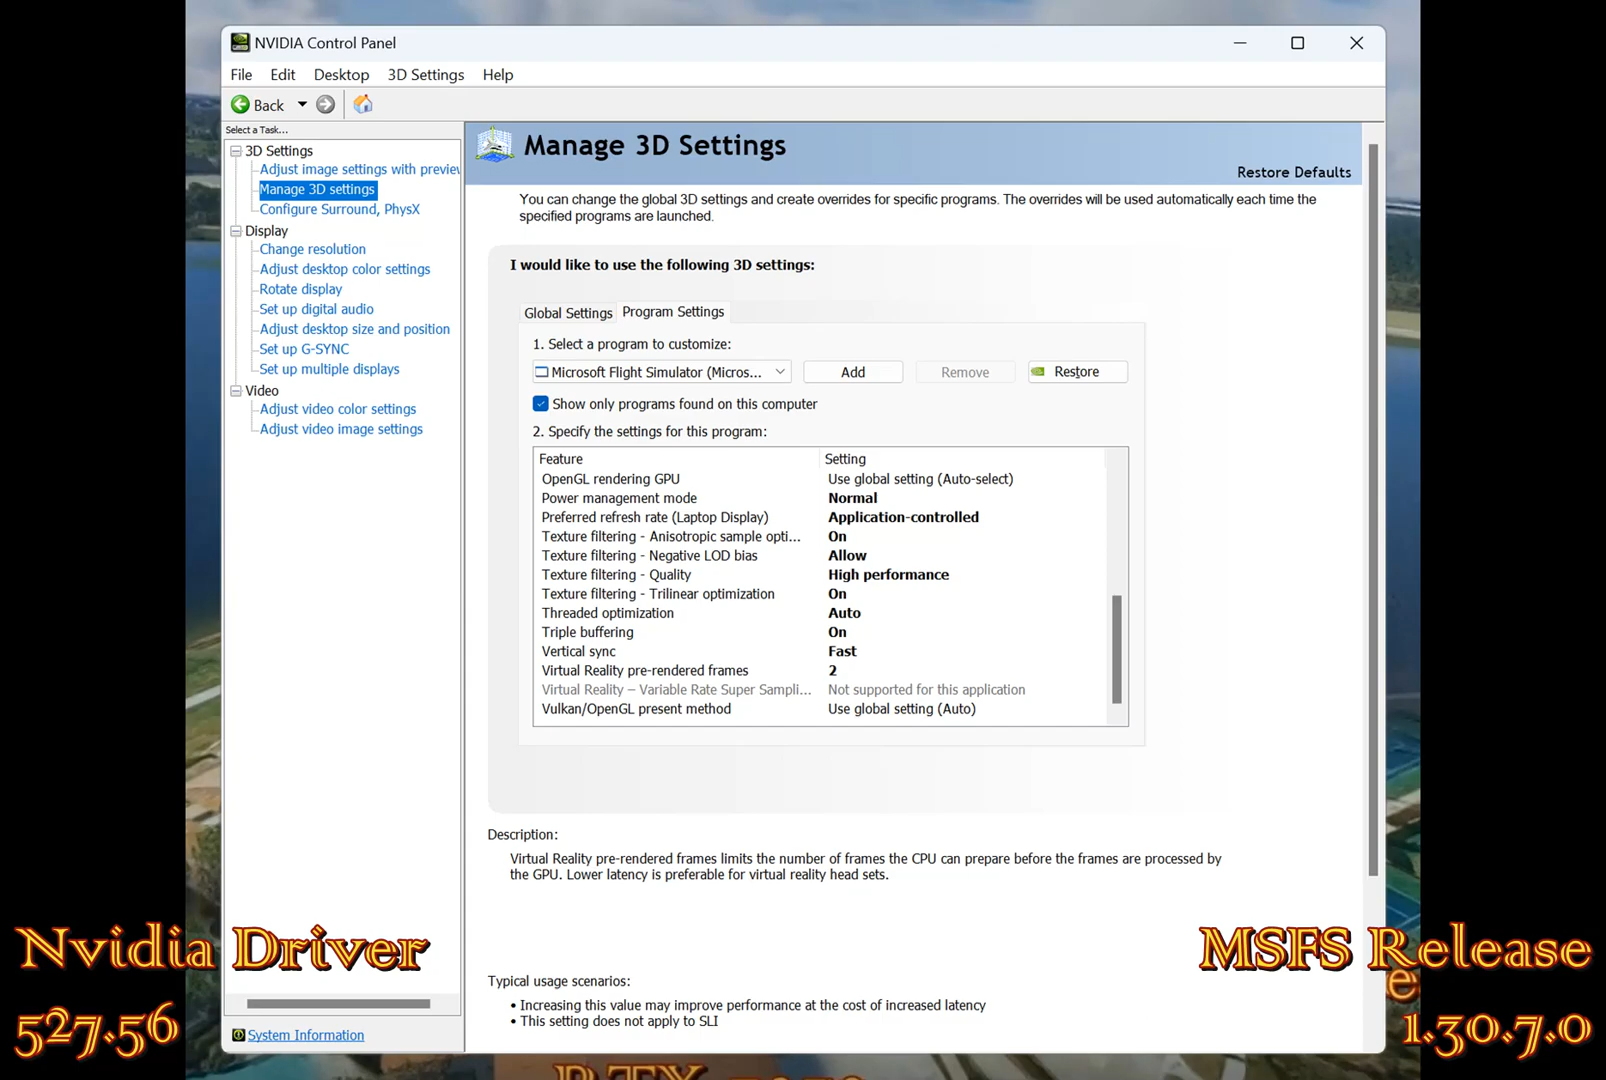 NVIDIA Control Panel
File Edit Desktop 3D Settings Help
Back
Select a Task...
3D Settings
Adjust image settings with preview
Manage 3D settings
Configure Surround, PhysX
Display
Change resolution
Adjust desktop color settings
Rotate display
Set up digital audio
Adjust desktop size and position
Set up G-SYNC
Set up multiple displays
Video
Adjust video color settings
Adjust video image settings
System Information
Manage 3D Settings
Restore Defaults
You can change the global 3D settings and create overrides for specific programs. The overrides will be used automatically each time the
specified programs are launched.
I would like to use the following 3D settings:
Global Settings Program Settings
1. Select a program to customize:
Microsoft Flight Simulator (Micros... Add Remove Restore
Show only programs found on this computer
2. Specify the settings for this program:
Feature Setting
OpenGL rendering GPU Use global setting (Auto-select)
Power management mode Normal
Preferred refresh rate (Laptop Display) Application-controlled
Texture filtering - Anisotropic sample opti... On
Texture filtering - Negative LOD bias Allow
Texture filtering - Quality High performance
Texture filtering - Trilinear optimization On
Threaded optimization Auto
Triple buffering On
Vertical sync Fast
Virtual Reality pre-rendered frames 2
Virtual Reality – Variable Rate Super Sampli... Not supported for this application
Vulkan/OpenGL present method Use global setting (Auto)
Description:
Virtual Reality pre-rendered frames limits the number of frames the CPU can prepare before the frames are processed by
the GPU. Lower latency is preferable for virtual reality head sets.
Typical usage scenarios:
• Increasing this value may improve performance at the cost of increased latency
• This setting does not apply to SLI
Nvidia Driver
527.56
MSFS Release
1.30.7.0
RTX